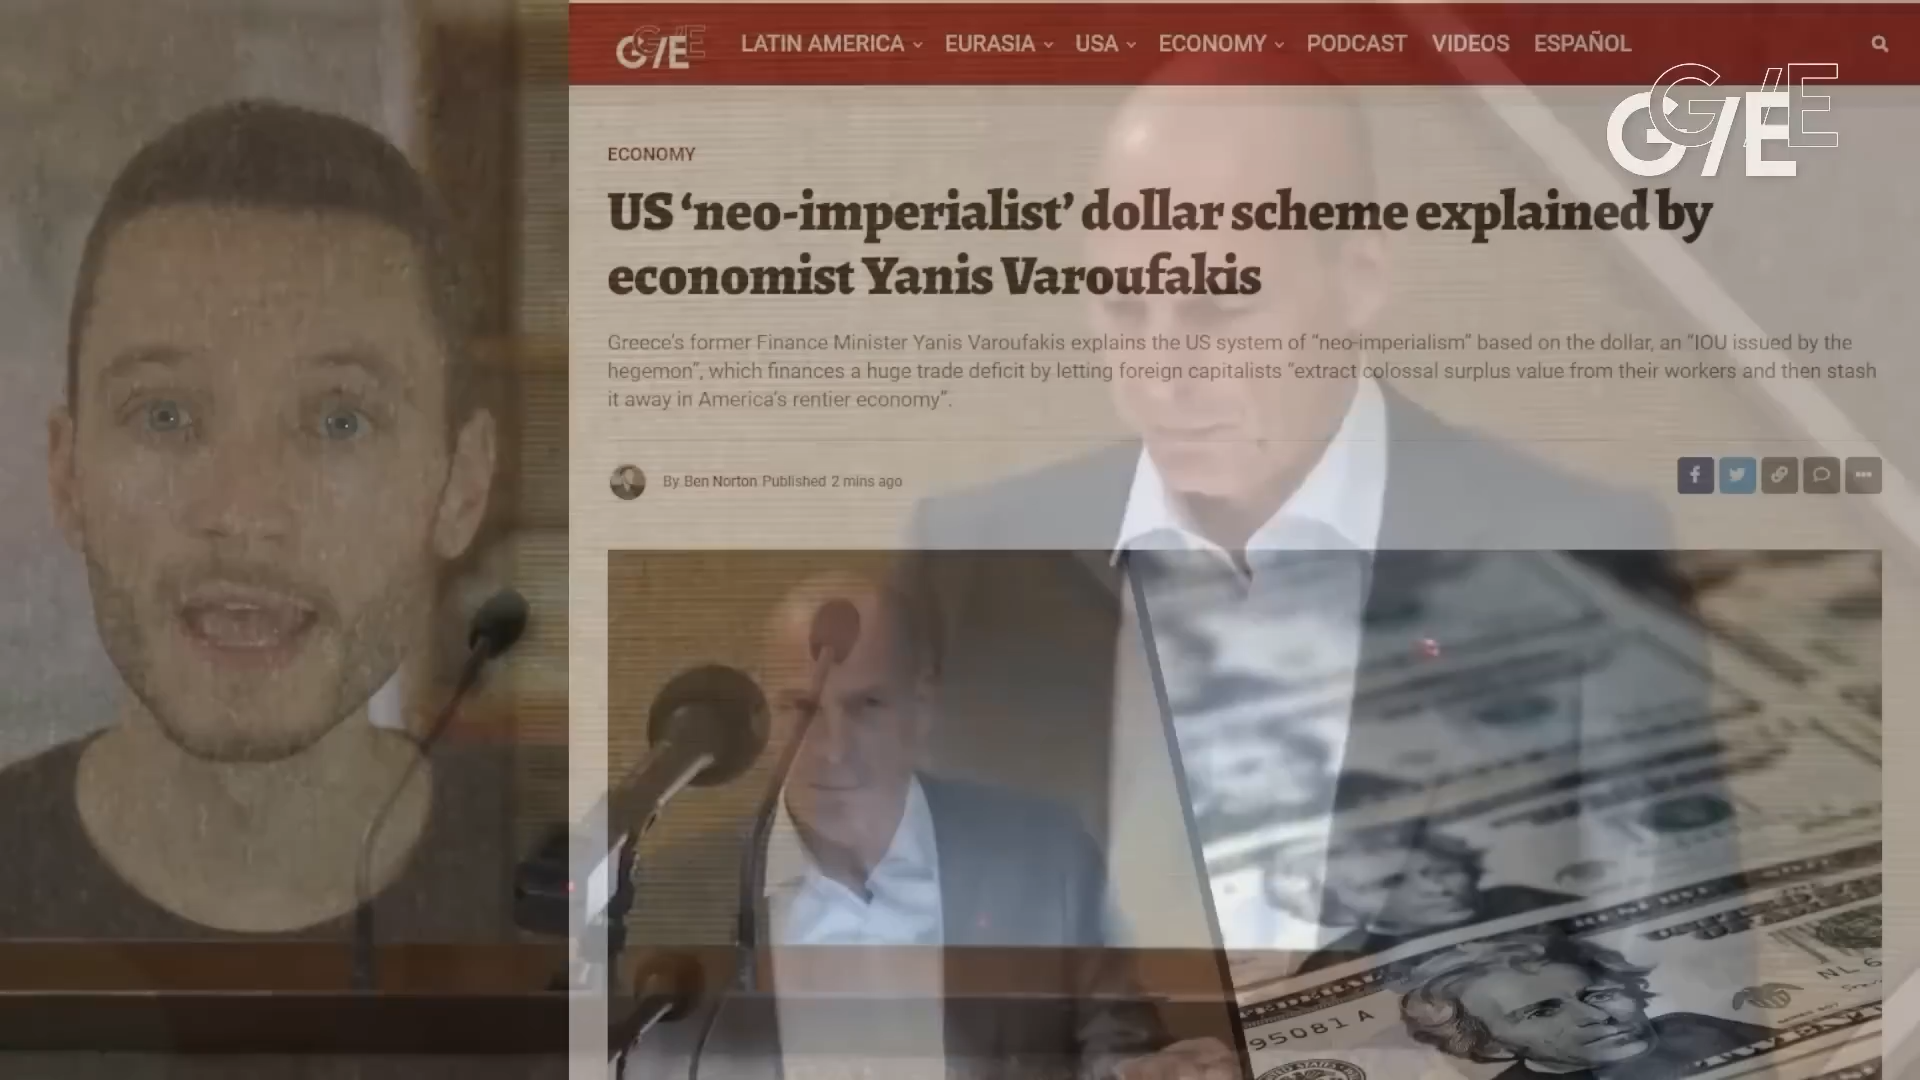 G/E
LATIN AMERICA EURASIA USA ECONOMY PODCAST VIDEOS ESPAÑOL
G/E
ECONOMY
US ‘neo-imperialist’ dollar scheme explained by
economist Yanis Varoufakis
Greece's former Finance Minister Yanis Varoufakis explains the US system of “neo-imperialism” based on the dollar, an “IOU issued by the
hegemon”, which finances a huge trade deficit by letting foreign capitalists “extract colossal surplus value from their workers and then stash
it away in America's rentier economy”.
By Ben Norton Published 2 mins ago
95081 A
NL 6